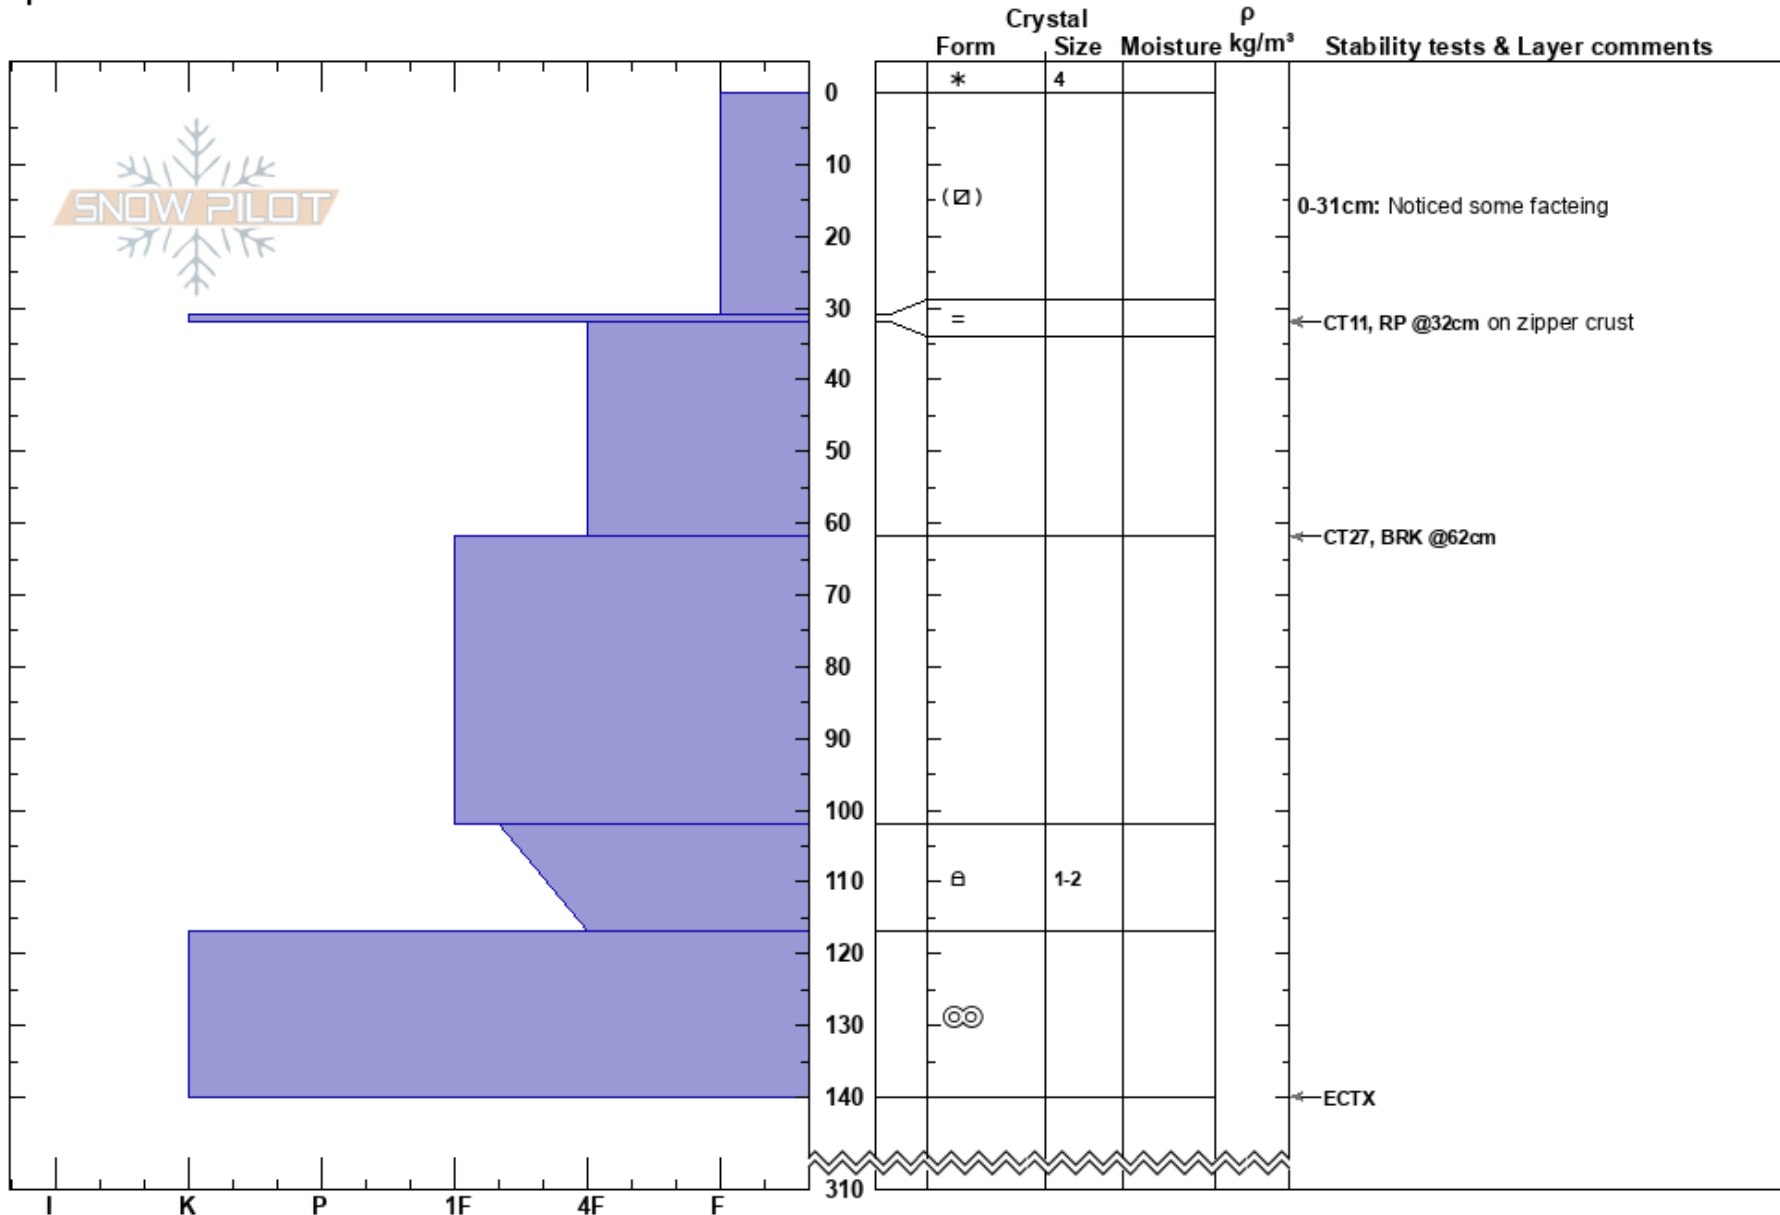 Crystal ρ
Form Size Moisture kg/m³ Stability tests & Layer comments
* 4
0
10
SNOW PILOT
0-31cm: Noticed some facteing
20
30
= CT11, RP @32cm on zipper crust
40
50
60
CT27, BRK @62cm
70
80
90
100
110 1-2
120
130
140 ECTX
310
I K P 1F 4F F